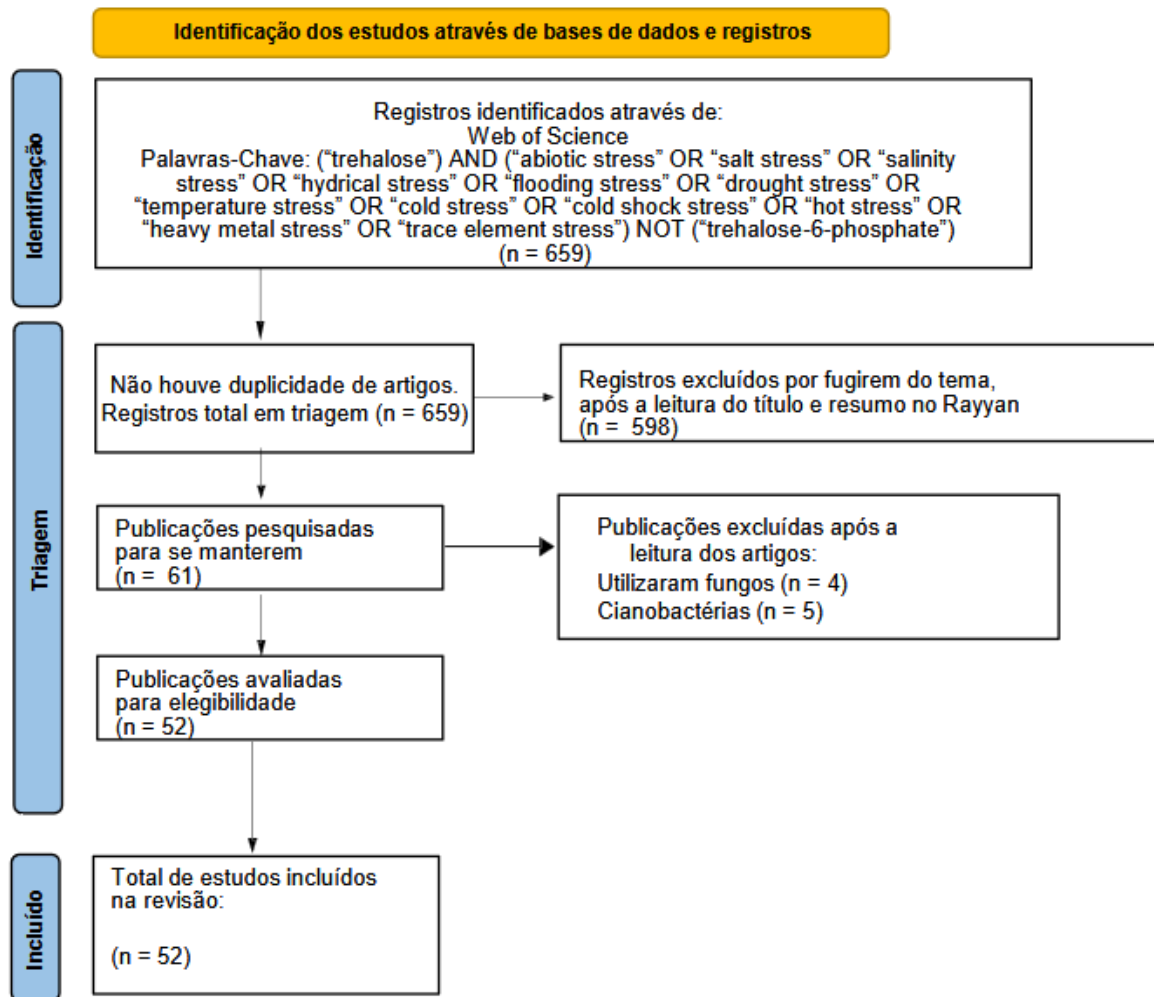 Identificação dos estudos através de bases de dados e registros
Identificação
Registros identificados através de:
Web of Science
Palavras-Chave: (“trehalose”) AND (“abiotic stress” OR “salt stress” OR “salinity
stress” OR “hydrical stress” OR “flooding stress” OR “drought stress” OR
“temperature stress” OR “cold stress” OR “cold shock stress” OR “hot stress” OR
“heavy metal stress” OR “trace element stress”) NOT (“trehalose-6-phosphate”)
(n = 659)
Triagem
Não houve duplicidade de artigos.
Registros total em triagem (n = 659)
Registros excluídos por fugirem do tema,
após a leitura do título e resumo no Rayyan
(n = 598)
Publicações pesquisadas
para se manterem
(n = 61)
Publicações excluídas após a
leitura dos artigos:
Utilizaram fungos (n = 4)
Cianobactérias (n = 5)
Publicações avaliadas
para elegibilidade
(n = 52)
Incluído
Total de estudos incluídos
na revisão:
(n = 52)